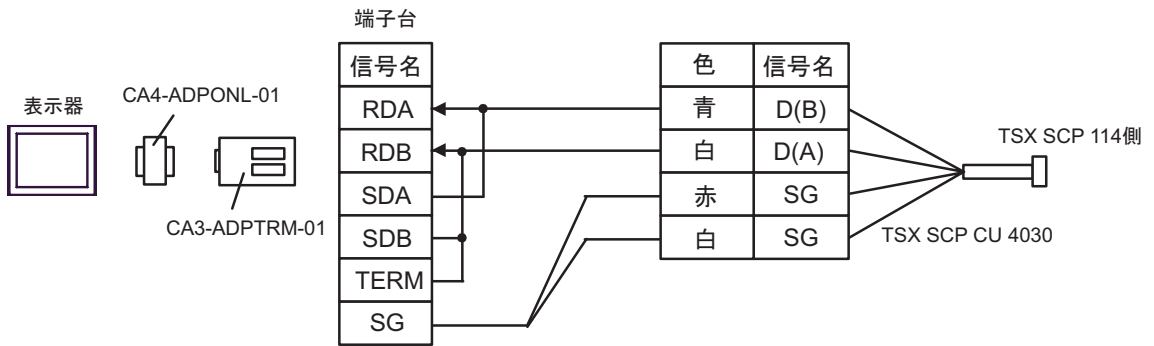 端子台
信号名
RDA
RDB
SDA
SDB
TERM
SG
表示器
CA4-ADPONL-01
CA3-ADPTRM-01
色 信号名
青 D(B)
白 D(A)
赤 SG
白 SG
TSX SCP 114側
TSX SCP CU 4030